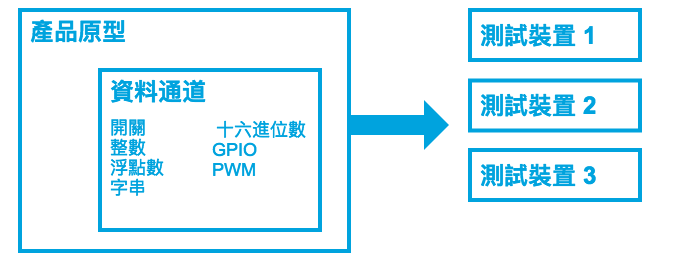 產品原型
資料通道
開關
整數
浮點數
字串
十六進位數
GPIO
PWM
測試裝置 1
測試裝置 2
測試裝置 3